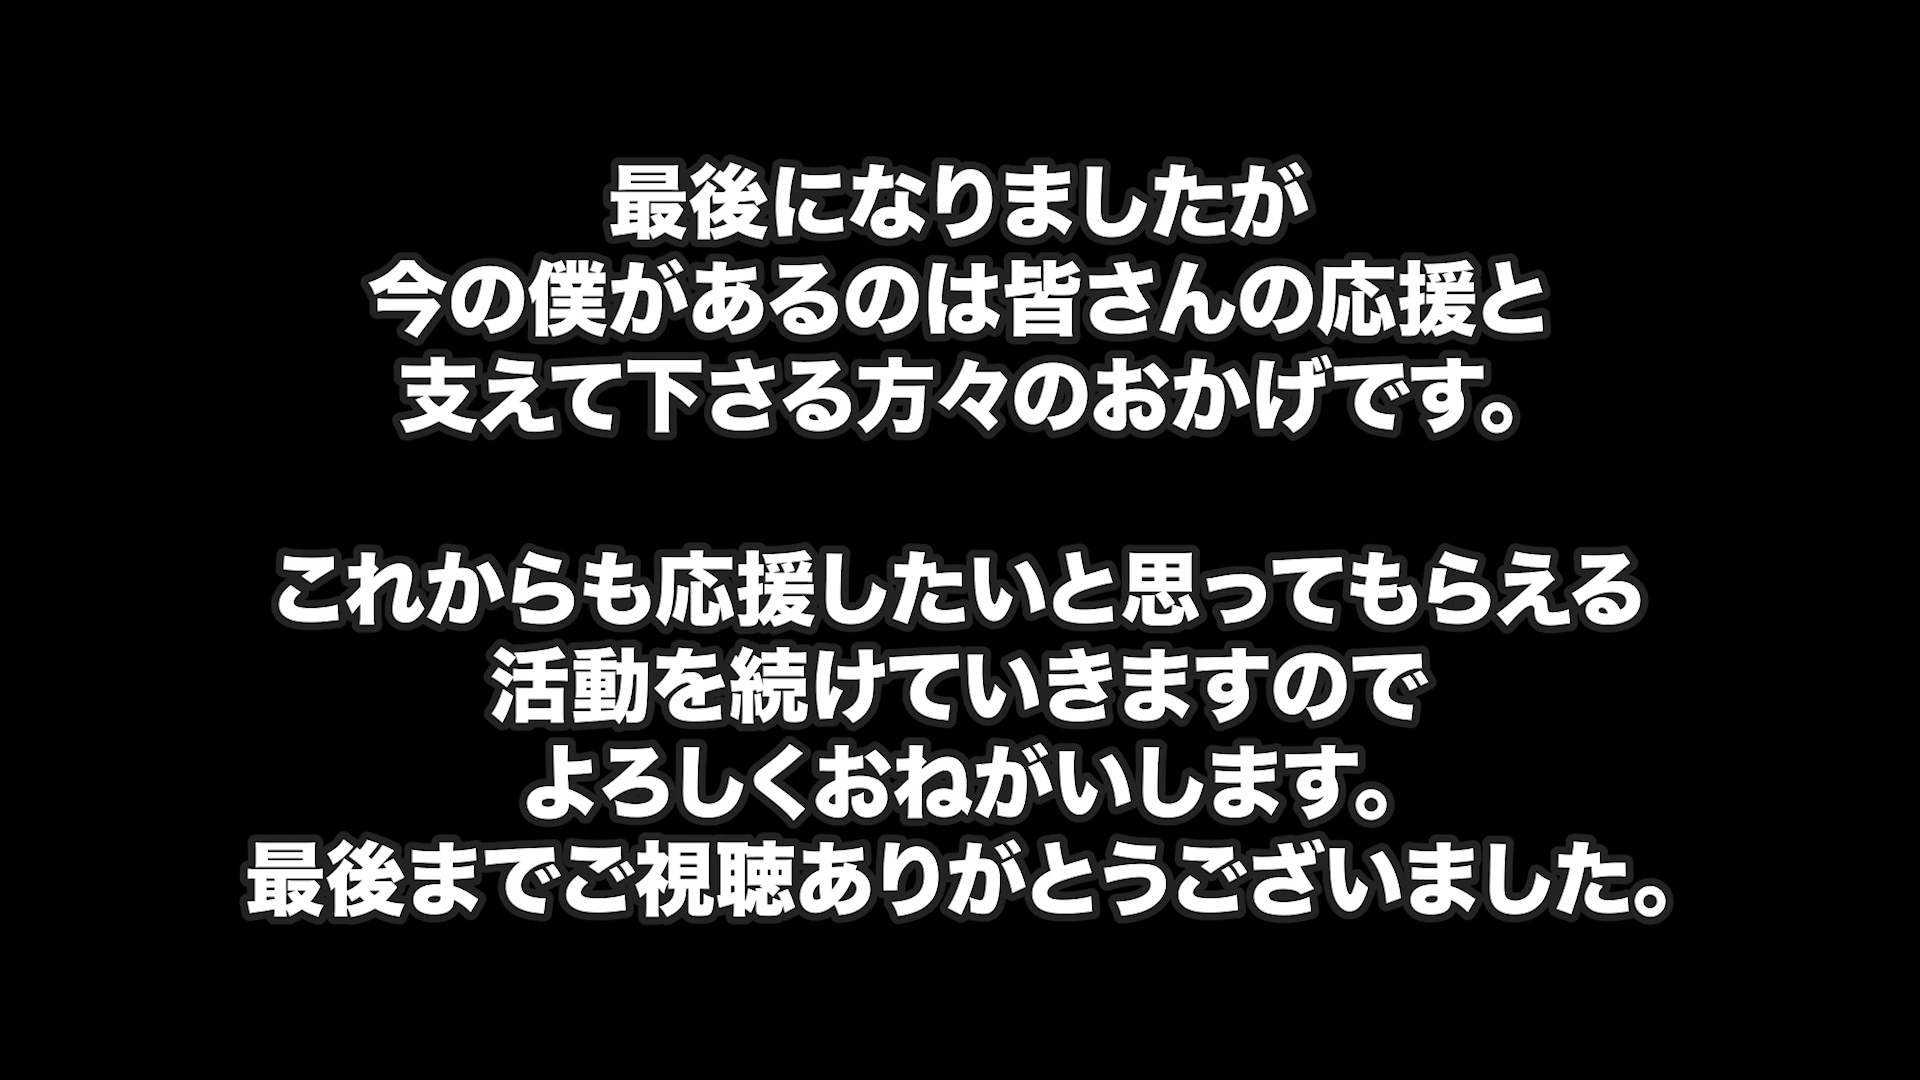 最後になりましたが
今の僕があるのは皆さんの応援と
支えて下さる方々のおかげです。
これからも応援したいと思ってもらえる
活動を続けていきますので
よろしくおねがいします。
最後までご視聴ありがとうございました。